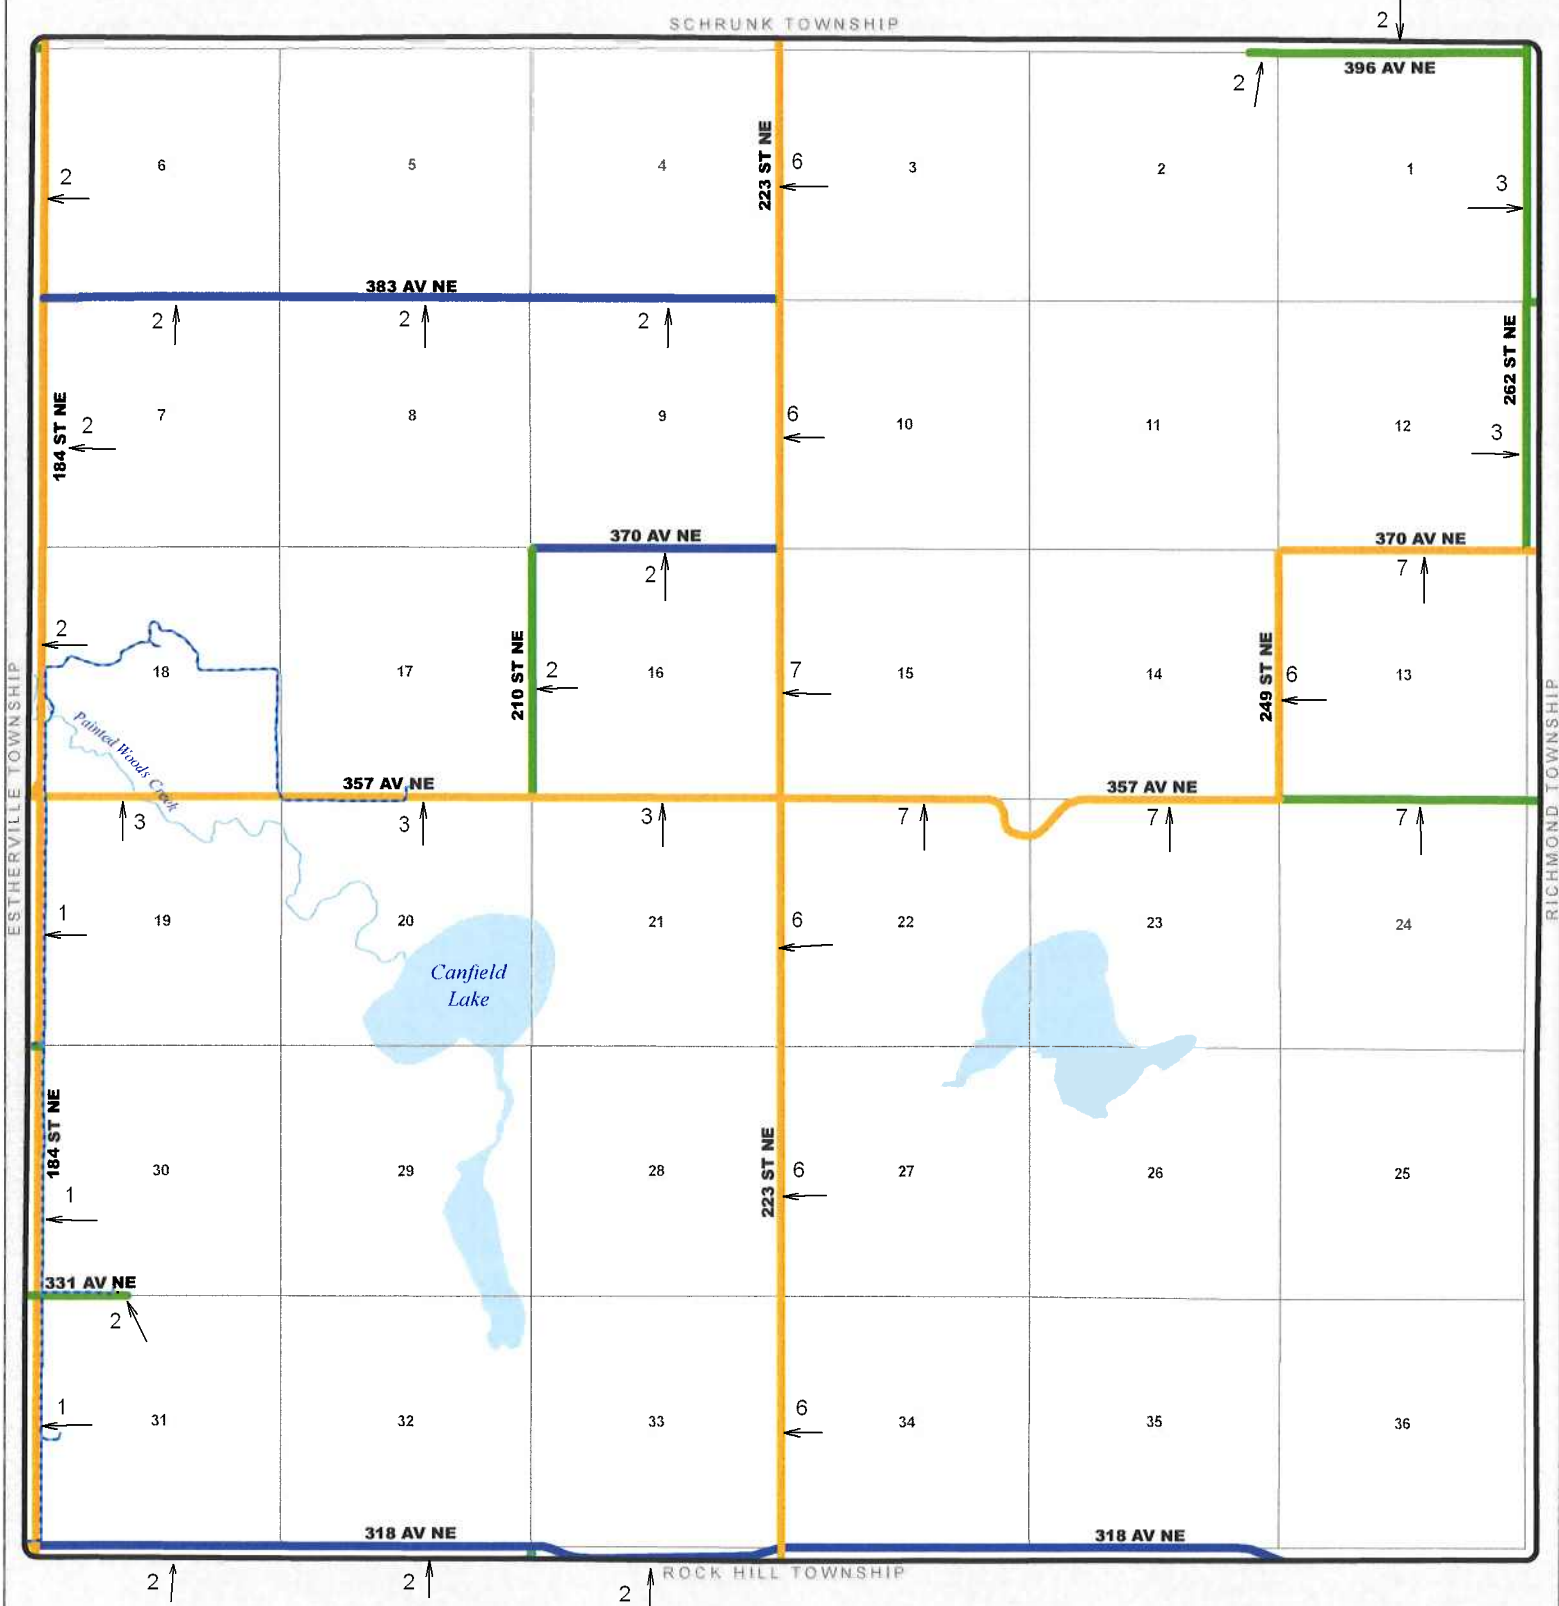 SCHRUNK TOWNSHIP
2
396 AV NE
2
223 ST NE
6 5 4 6 3 2 1
2
3
383 AV NE
2 2 2
262 ST NE
184 ST NE
7 8 9 6 10 11 12
2
3
370 AV NE
370 AV NE
2
7
2
210 ST NE
249 ST NE
18 17 2 16 7 15 14 6 13
ESTHERVILLE TOWNSHIP
RICHMOND TOWNSHIP
Painted Woods Creek
357 AV NE
357 AV NE
3 3 3 7 7 7
1 19 20 21 6 22 23 24
Canfield
Lake
184 ST NE
223 ST NE
30 29 28 6 27 26 25
1
331 AV NE
2
1 31 32 33 6 34 35 36
318 AV NE
318 AV NE
ROCK HILL TOWNSHIP
2 2 2